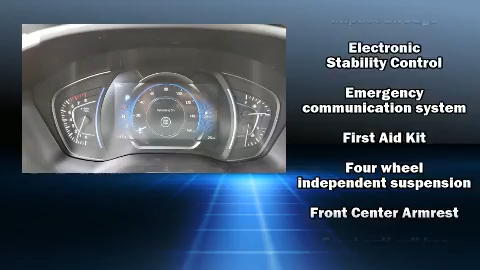 Electronic
Stability Control
Emergency
communication system
First Aid Kit
Four wheel
independent suspension
Front Center Armrest